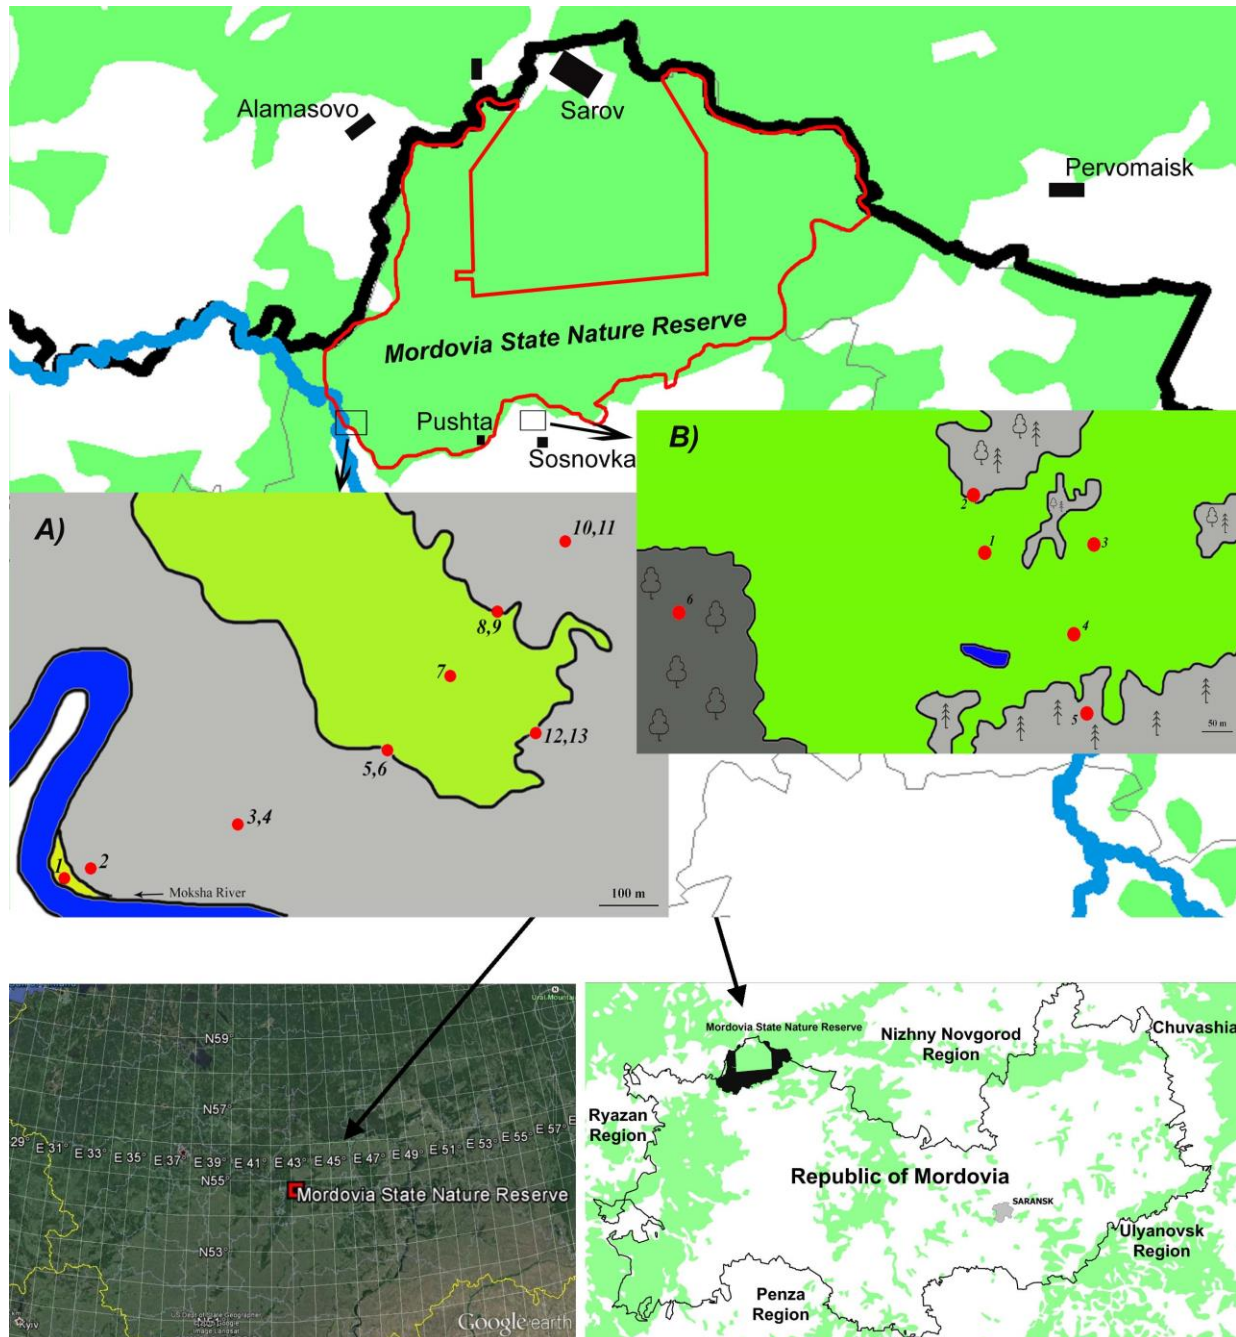 Alamasovo
Sarov
Pervomaisk
Mordovia State Nature Reserve
Pushta
Sosnovka
A)
10,11
8,9
7
12,13
5,6
3,4
2
1
Moksha River
100 m
B)
2
1
3
6
4
5
50 m
N59
N57
29
E 31°
E 33°
E 35°
E 37°
E 39°
E 41°
E 43°
E 45°
E 47°
E 49°
E 51°
E 53°
E 55°
E 57°
N55
Mordovia State Nature Reserve
N53
Kyiv
Google earth
Mordovia State Nature Reserve
Nizhny Novgorod
Region
Chuvashia
Ryazan
Region
Republic of Mordovia
SARANSK
Ulyanovsk
Region
Penza
Region